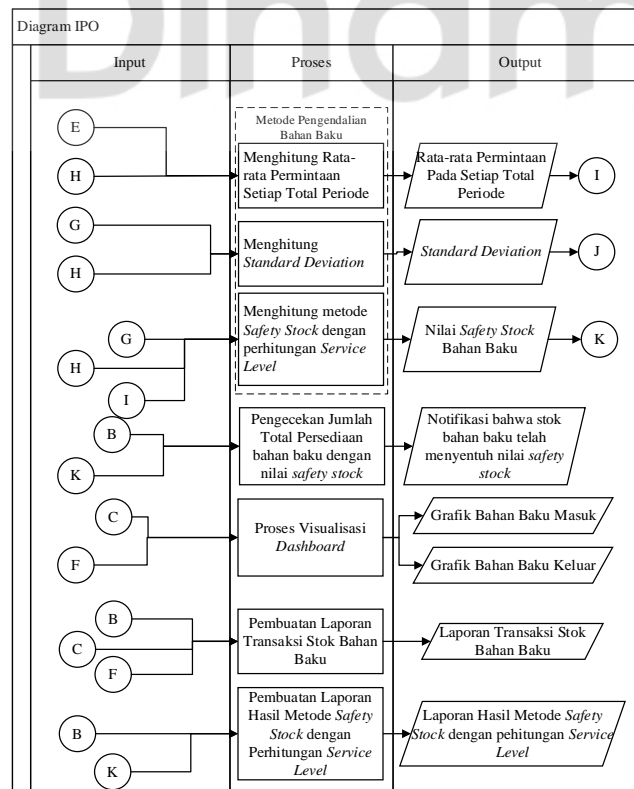 Dinam
Diagram IPO
Input
Proses
Output
Metode Pengendalian
Bahan Baku
E
H
Menghitung Rata-
rata Permintaan
Setiap Total Periode
Rata-rata Permintaan
Pada Setiap Total
Periode
I
G
H
Menghitung
Standard Deviation
Standard Deviation
J
G
H
I
Menghitung metode
Safety Stock dengan
perhitungan Service
Level
Nilai Safety Stock
Bahan Baku
K
B
K
Pengecekan Jumlah
Total Persediaan
bahan baku dengan
nilai safety stock
Notifikasi bahwa stok
bahan baku telah
menyentuh nilai safety
stock
C
F
Proses Visualisasi
Dashboard
Grafik Bahan Baku Masuk
Grafik Bahan Baku Keluar
B
C
F
Pembuatan Laporan
Transaksi Stok Bahan
Baku
Laporan Transaksi Stok
Bahan Baku
B
K
Pembuatan Laporan
Hasil Metode Safety
Stock dengan
Perhitungan Service
Level
Laporan Hasil Metode Safety
Stock dengan pehitungan Service
Level